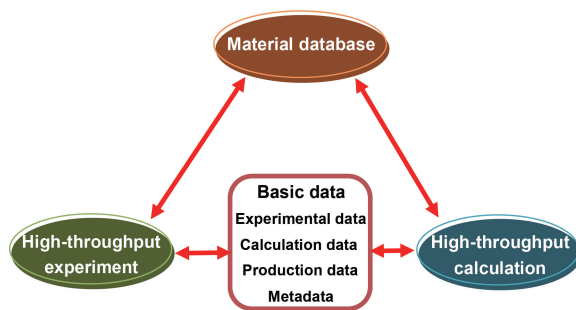 Material database
High-throughput
experiment
Basic data
Experimental data
Calculation data
Production data
Metadata
High-throughput
calculation